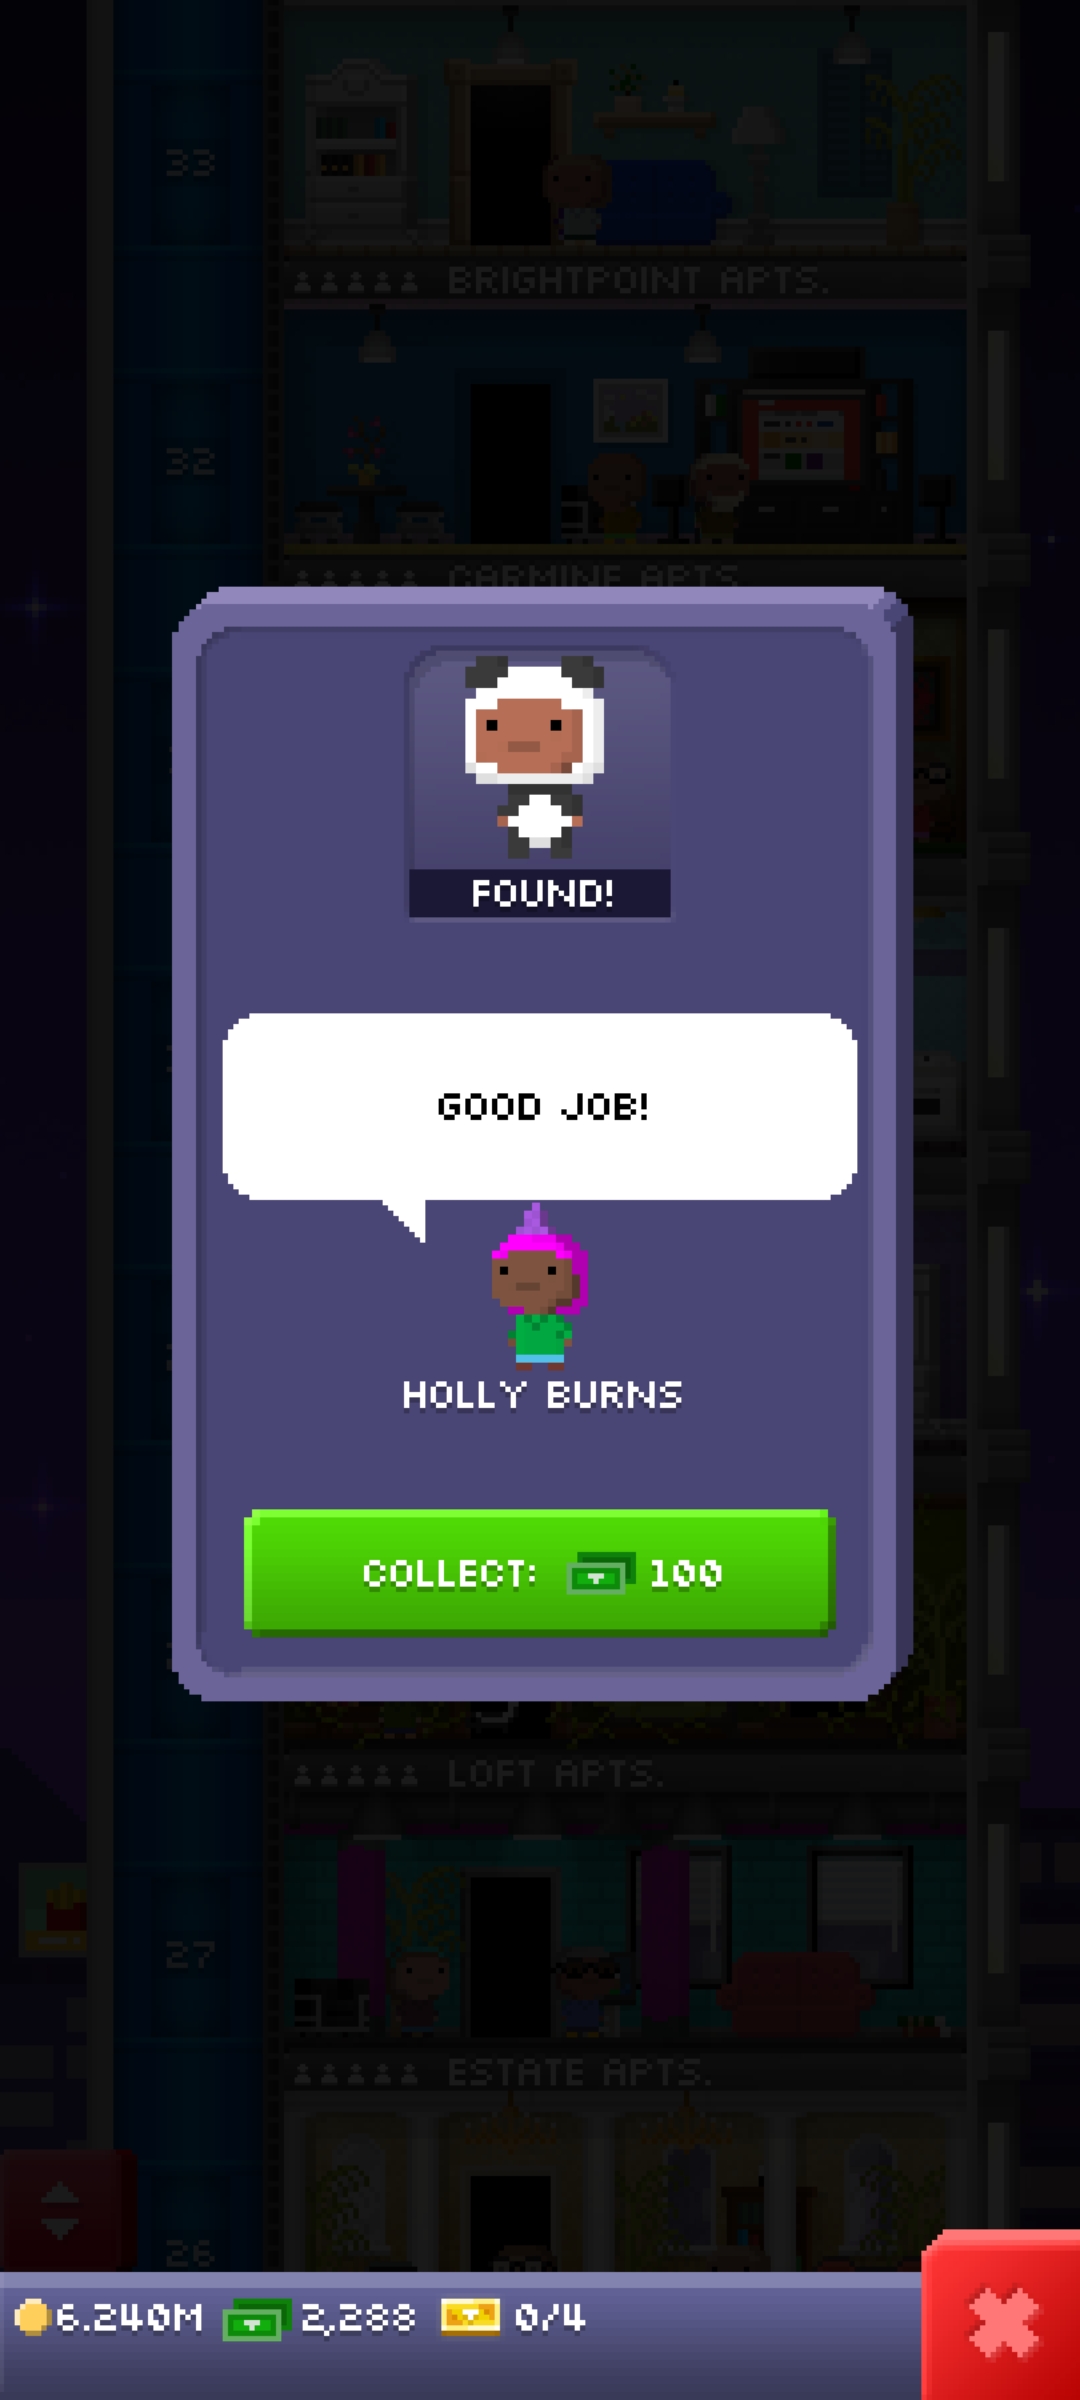 33
BRIGHTPOINT APTS.
32
CARMINE APTS.
FOUND!
GOOD JOB!
HOLLY BURNS
COLLECT: 100
LOFT APTS.
27
ESTATE APTS.
26
6.240M 2,288 0/4